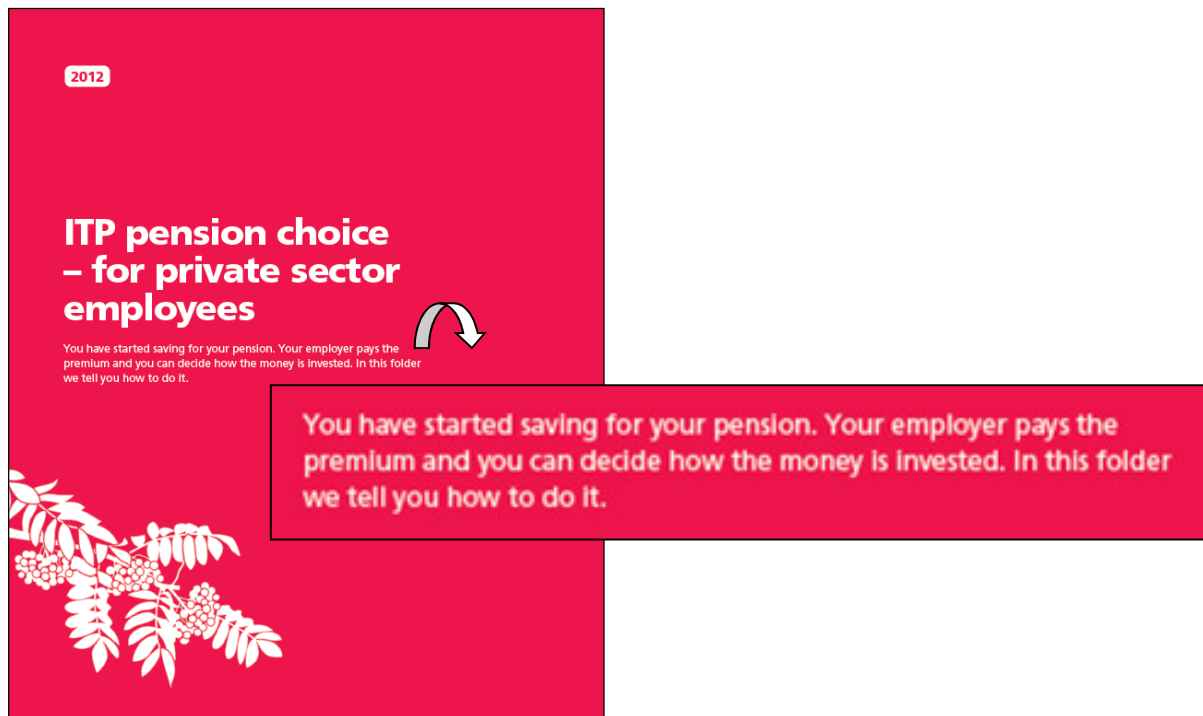 2012
ITP pension choice
– for private sector
employees
You have started saving for your pension. Your employer pays the
premium and you can decide how the money is invested. In this folder
we tell you how to do it.
You have started saving for your pension. Your employer pays the
premium and you can decide how the money is invested. In this folder
we tell you how to do it.